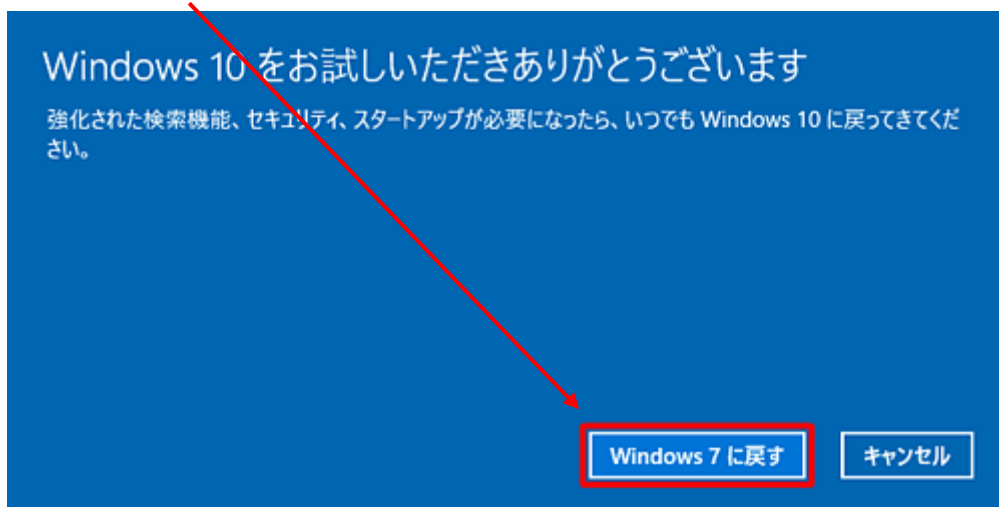 Windows 10 をお試しいただきありがとうございます
強化された検索機能、セキュリティ、スタートアップが必要になったら、いつでも Windows 10 に戻ってきてくだ
さい。
Windows 7 に戻す
キャンセル